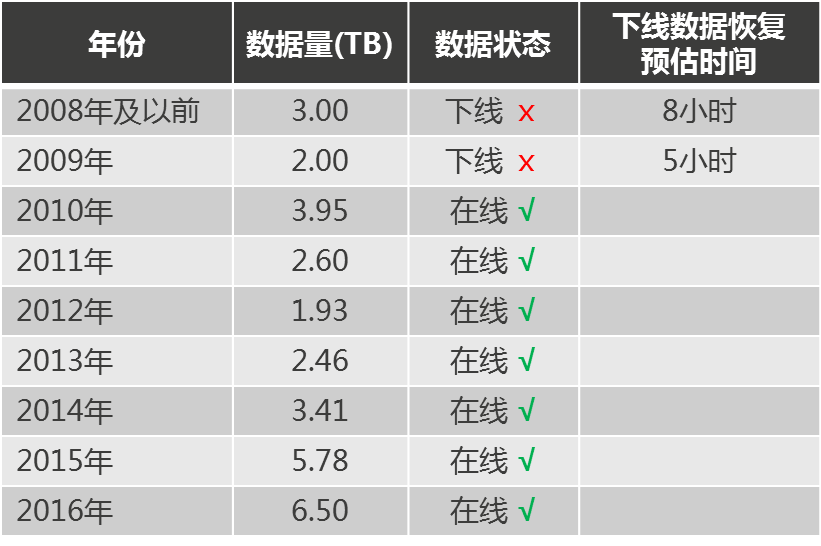 年份 数据量(TB) 数据状态 下线数据恢复
预估时间
2008年及以前 3.00 下线 x 8小时
2009年 2.00 下线 x 5小时
2010年 3.95 在线 √
2011年 2.60 在线 √
2012年 1.93 在线 √
2013年 2.46 在线 √
2014年 3.41 在线 √
2015年 5.78 在线 √
2016年 6.50 在线 √